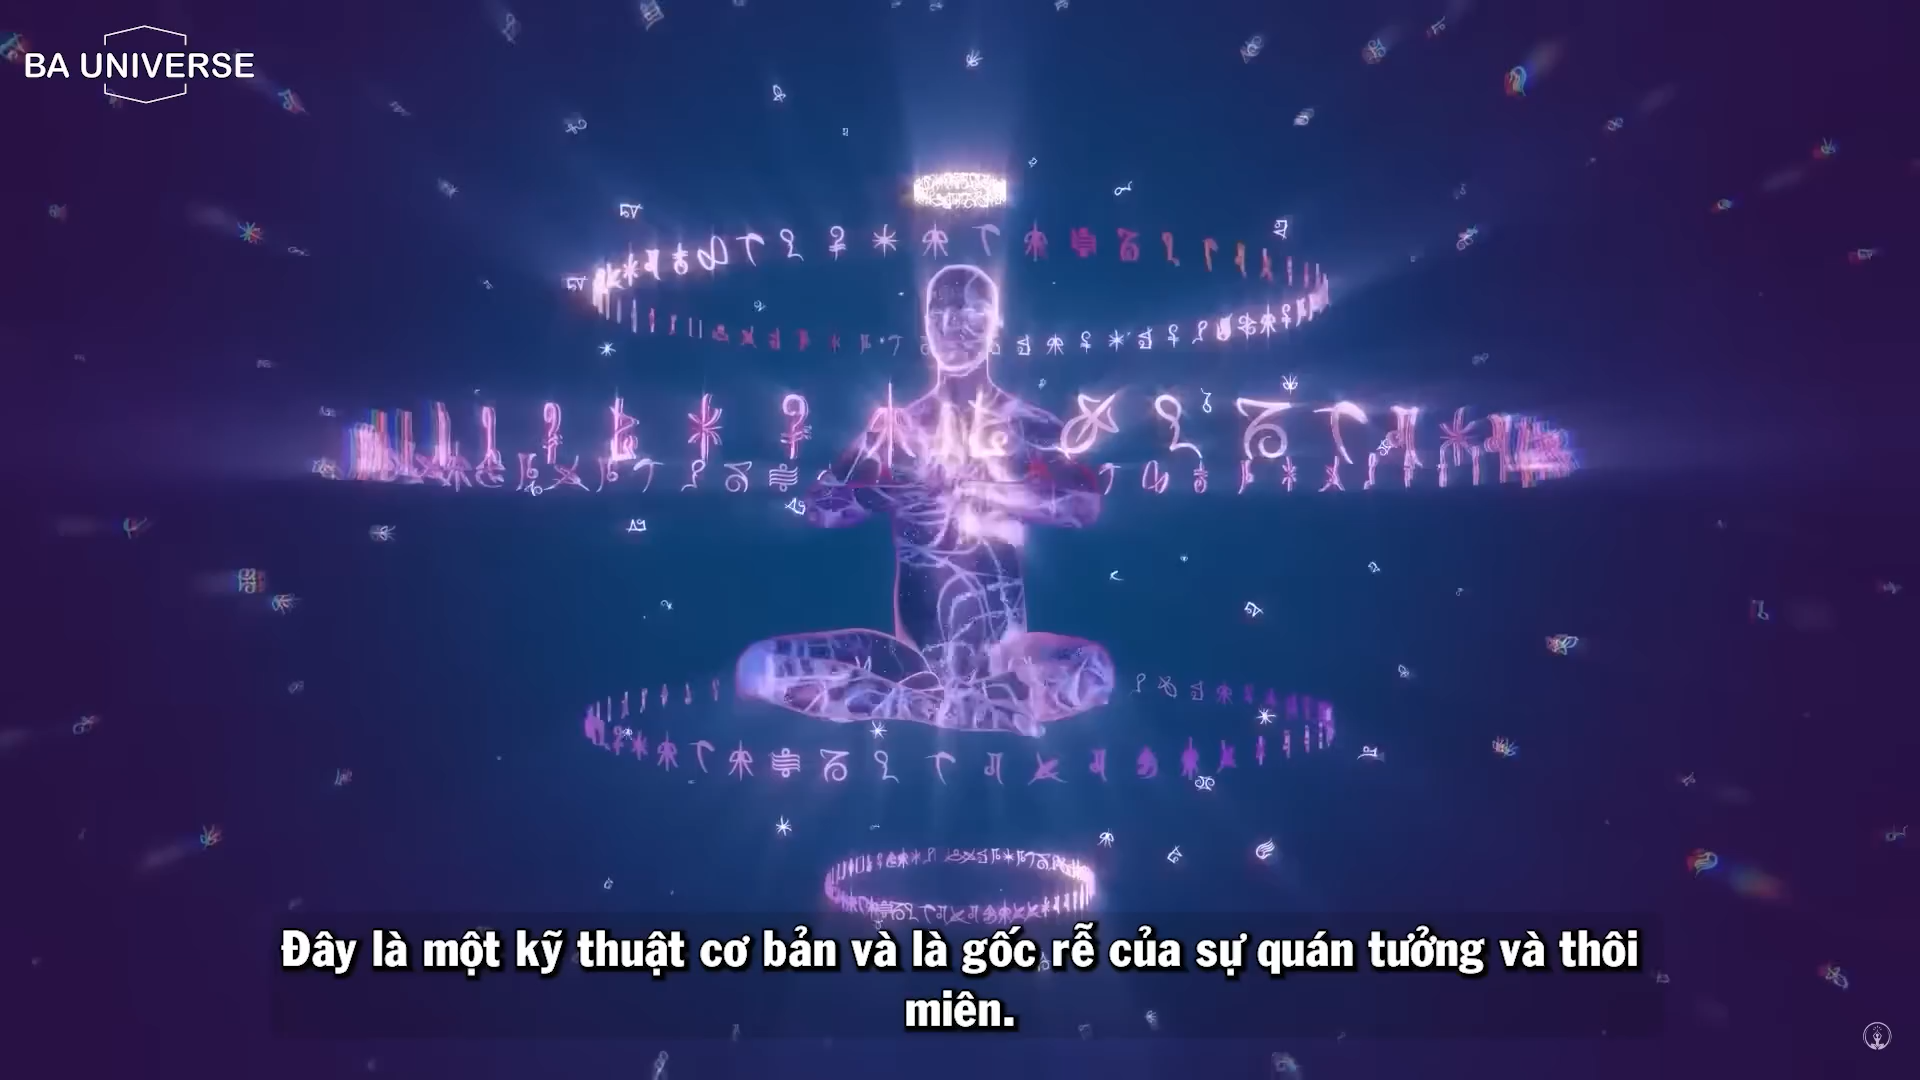 BA UNIVERSE
Đây là một kỹ thuật cơ bản và là gốc rễ của sự quán tưởng và thôi
miên.